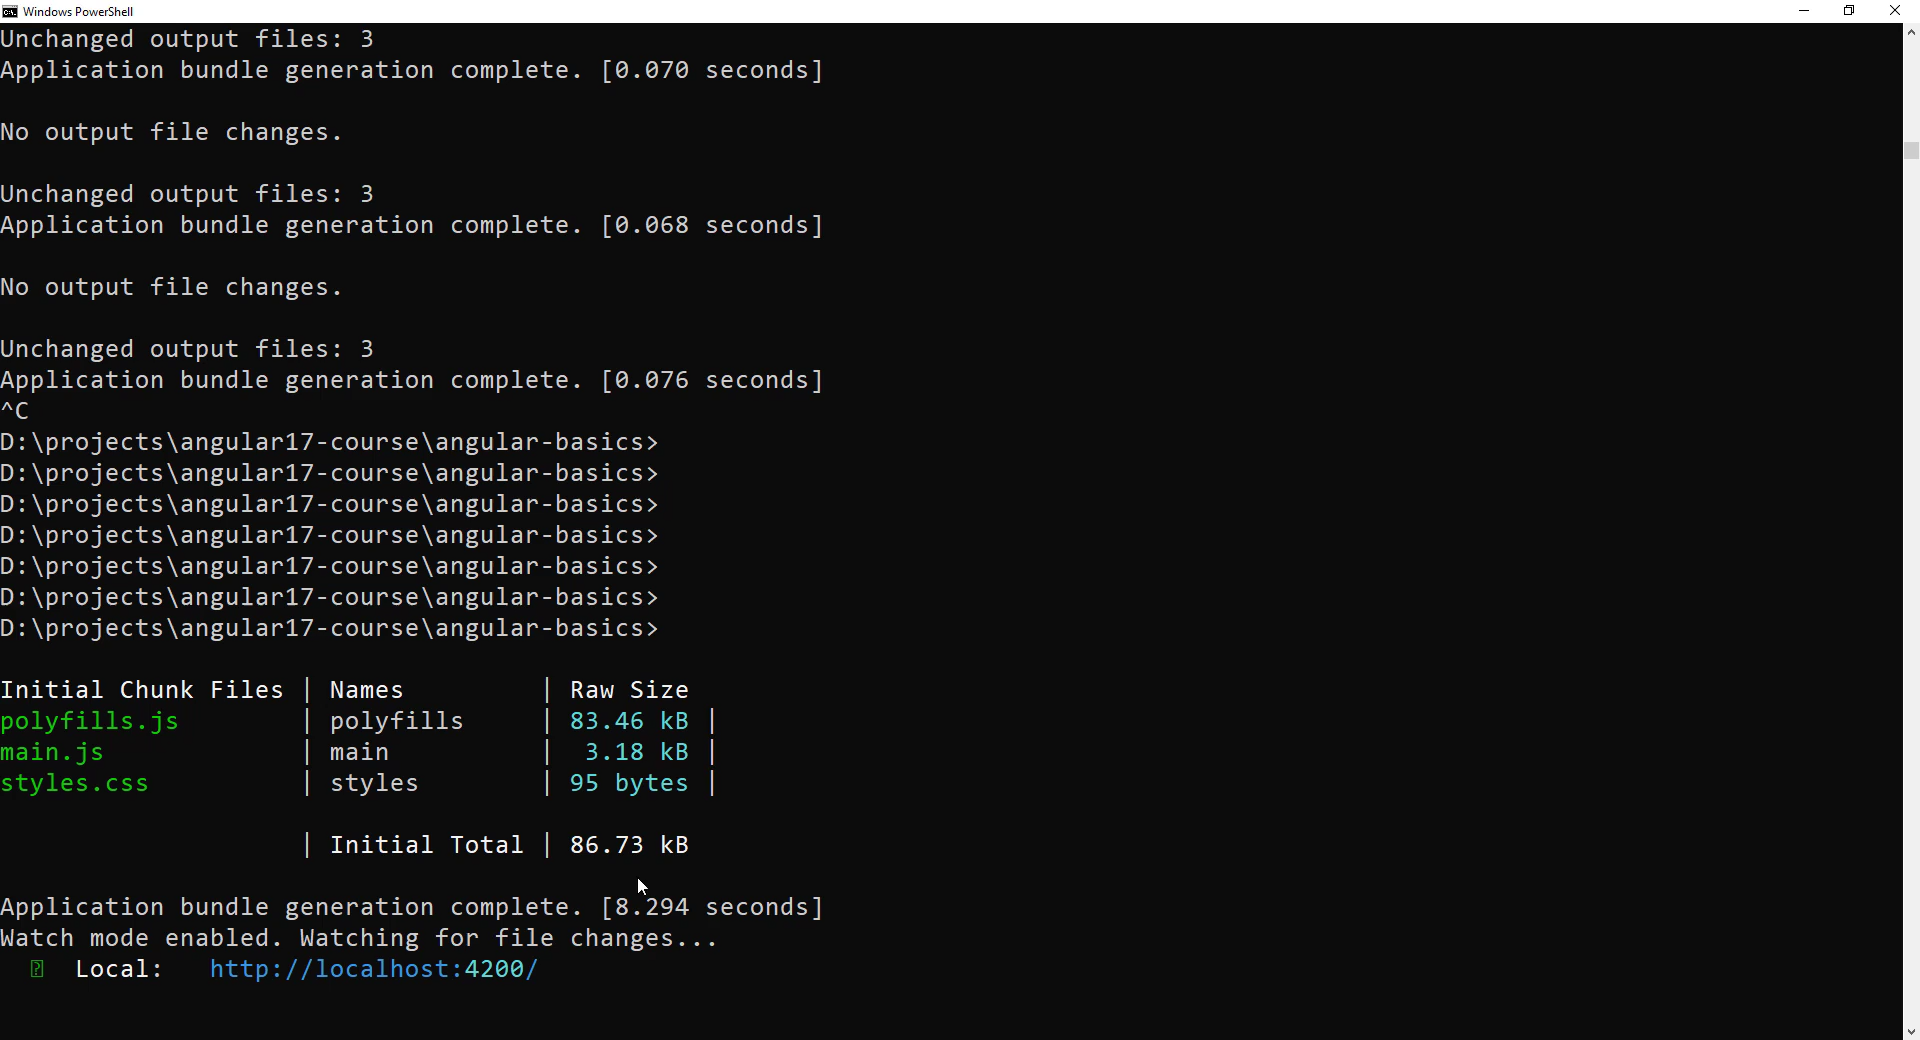 Windows PowerShell
Unchanged output files: 3
Application bundle generation complete. [0.070 seconds]
No output file changes.
Unchanged output files: 3
Application bundle generation complete. [0.068 seconds]
No output file changes.
Unchanged output files: 3
Application bundle generation complete. [0.076 seconds]
^C
D:\projects\angular17-course\angular-basics>
D:\projects\angular17-course\angular-basics>
D:\projects\angular17-course\angular-basics>
D:\projects\angular17-course\angular-basics>
D:\projects\angular17-course\angular-basics>
D:\projects\angular17-course\angular-basics>
D:\projects\angular17-course\angular-basics>
Initial Chunk Files | Names | Raw Size
polyfills.js | polyfills | 83.46 kB |
main.js | main | 3.18 kB |
styles.css | styles | 95 bytes |
| Initial Total | 86.73 kB
Application bundle generation complete. [8.294 seconds]
Watch mode enabled. Watching for file changes...
Local: http://localhost:4200/